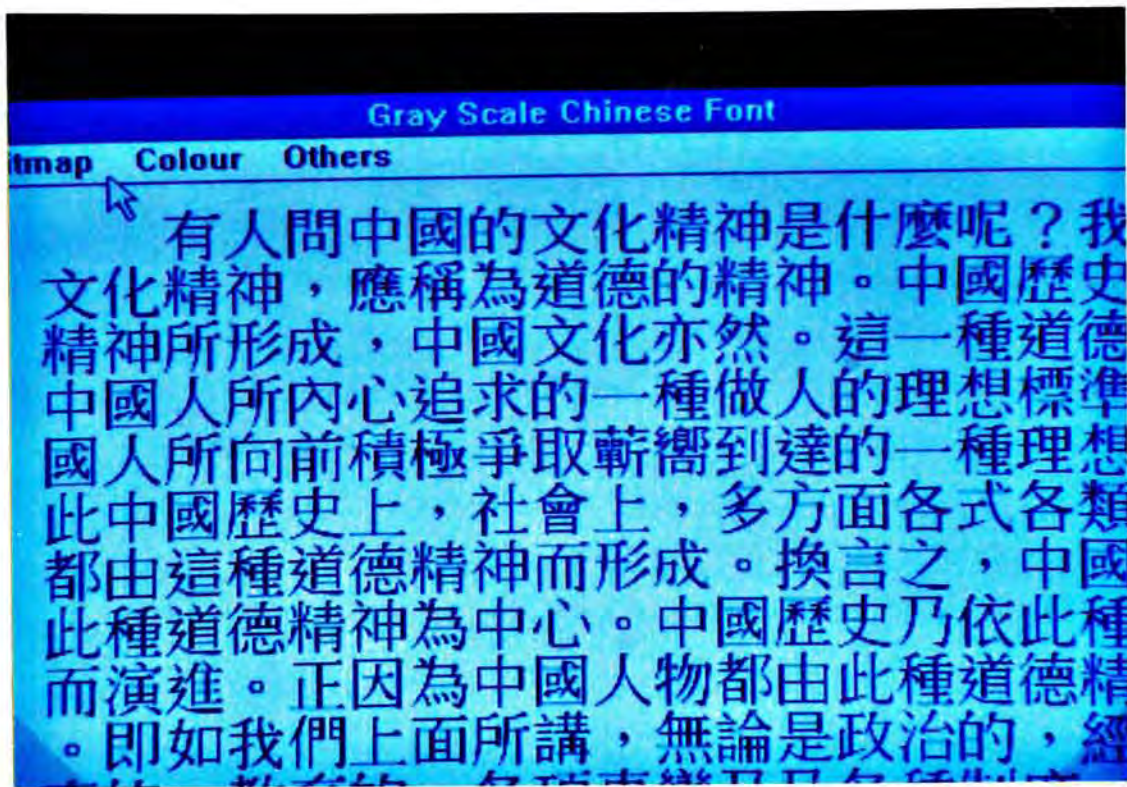 Gray Scale Chinese Font
itmap Colour Others
有人問中國的文化精神是什麼呢？我
文化精神，應稱為道德的精神。中國歷史
精神所形成，中國文化亦然。這一種道德
中國人所內心追求的一種做人的理想標準
國人所向前積極爭取蘄嚮到達的一種理想
此中國歷史上，社會上，多方面各式各類
都由這種道德精神而形成。換言之，中國
此種道德精神為中心。中國歷史乃依此種
而演進。正因為中國人物都由此種道德精
。即如我們上面所講，無論是政治的，經